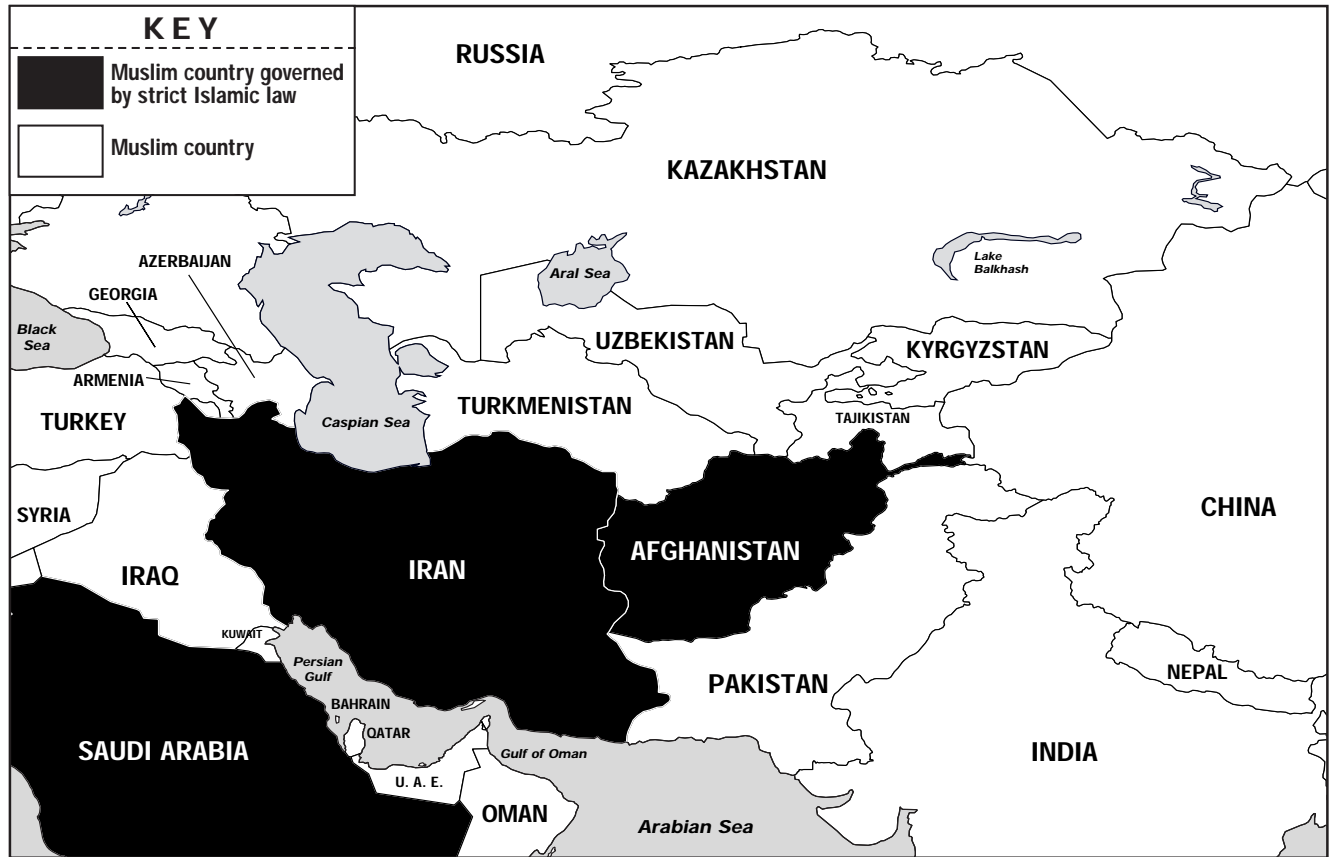 KEY
Muslim country governed
by strict Islamic law
Muslim country
RUSSIA
KAZAKHSTAN
AZERBAIJAN
GEORGIA
Aral Sea
Lake
Balkhash
Black
Sea
UZBEKISTAN
KYRGYZSTAN
ARMENIA
TURKEY
Caspian Sea
TURKMENISTAN
TAJIKISTAN
SYRIA
CHINA
IRAQ
IRAN
AFGHANISTAN
KUWAIT
Persian
Gulf
BAHRAIN
QATAR
PAKISTAN
NEPAL
SAUDI ARABIA
Gulf of Oman
INDIA
U. A. E.
OMAN
Arabian Sea